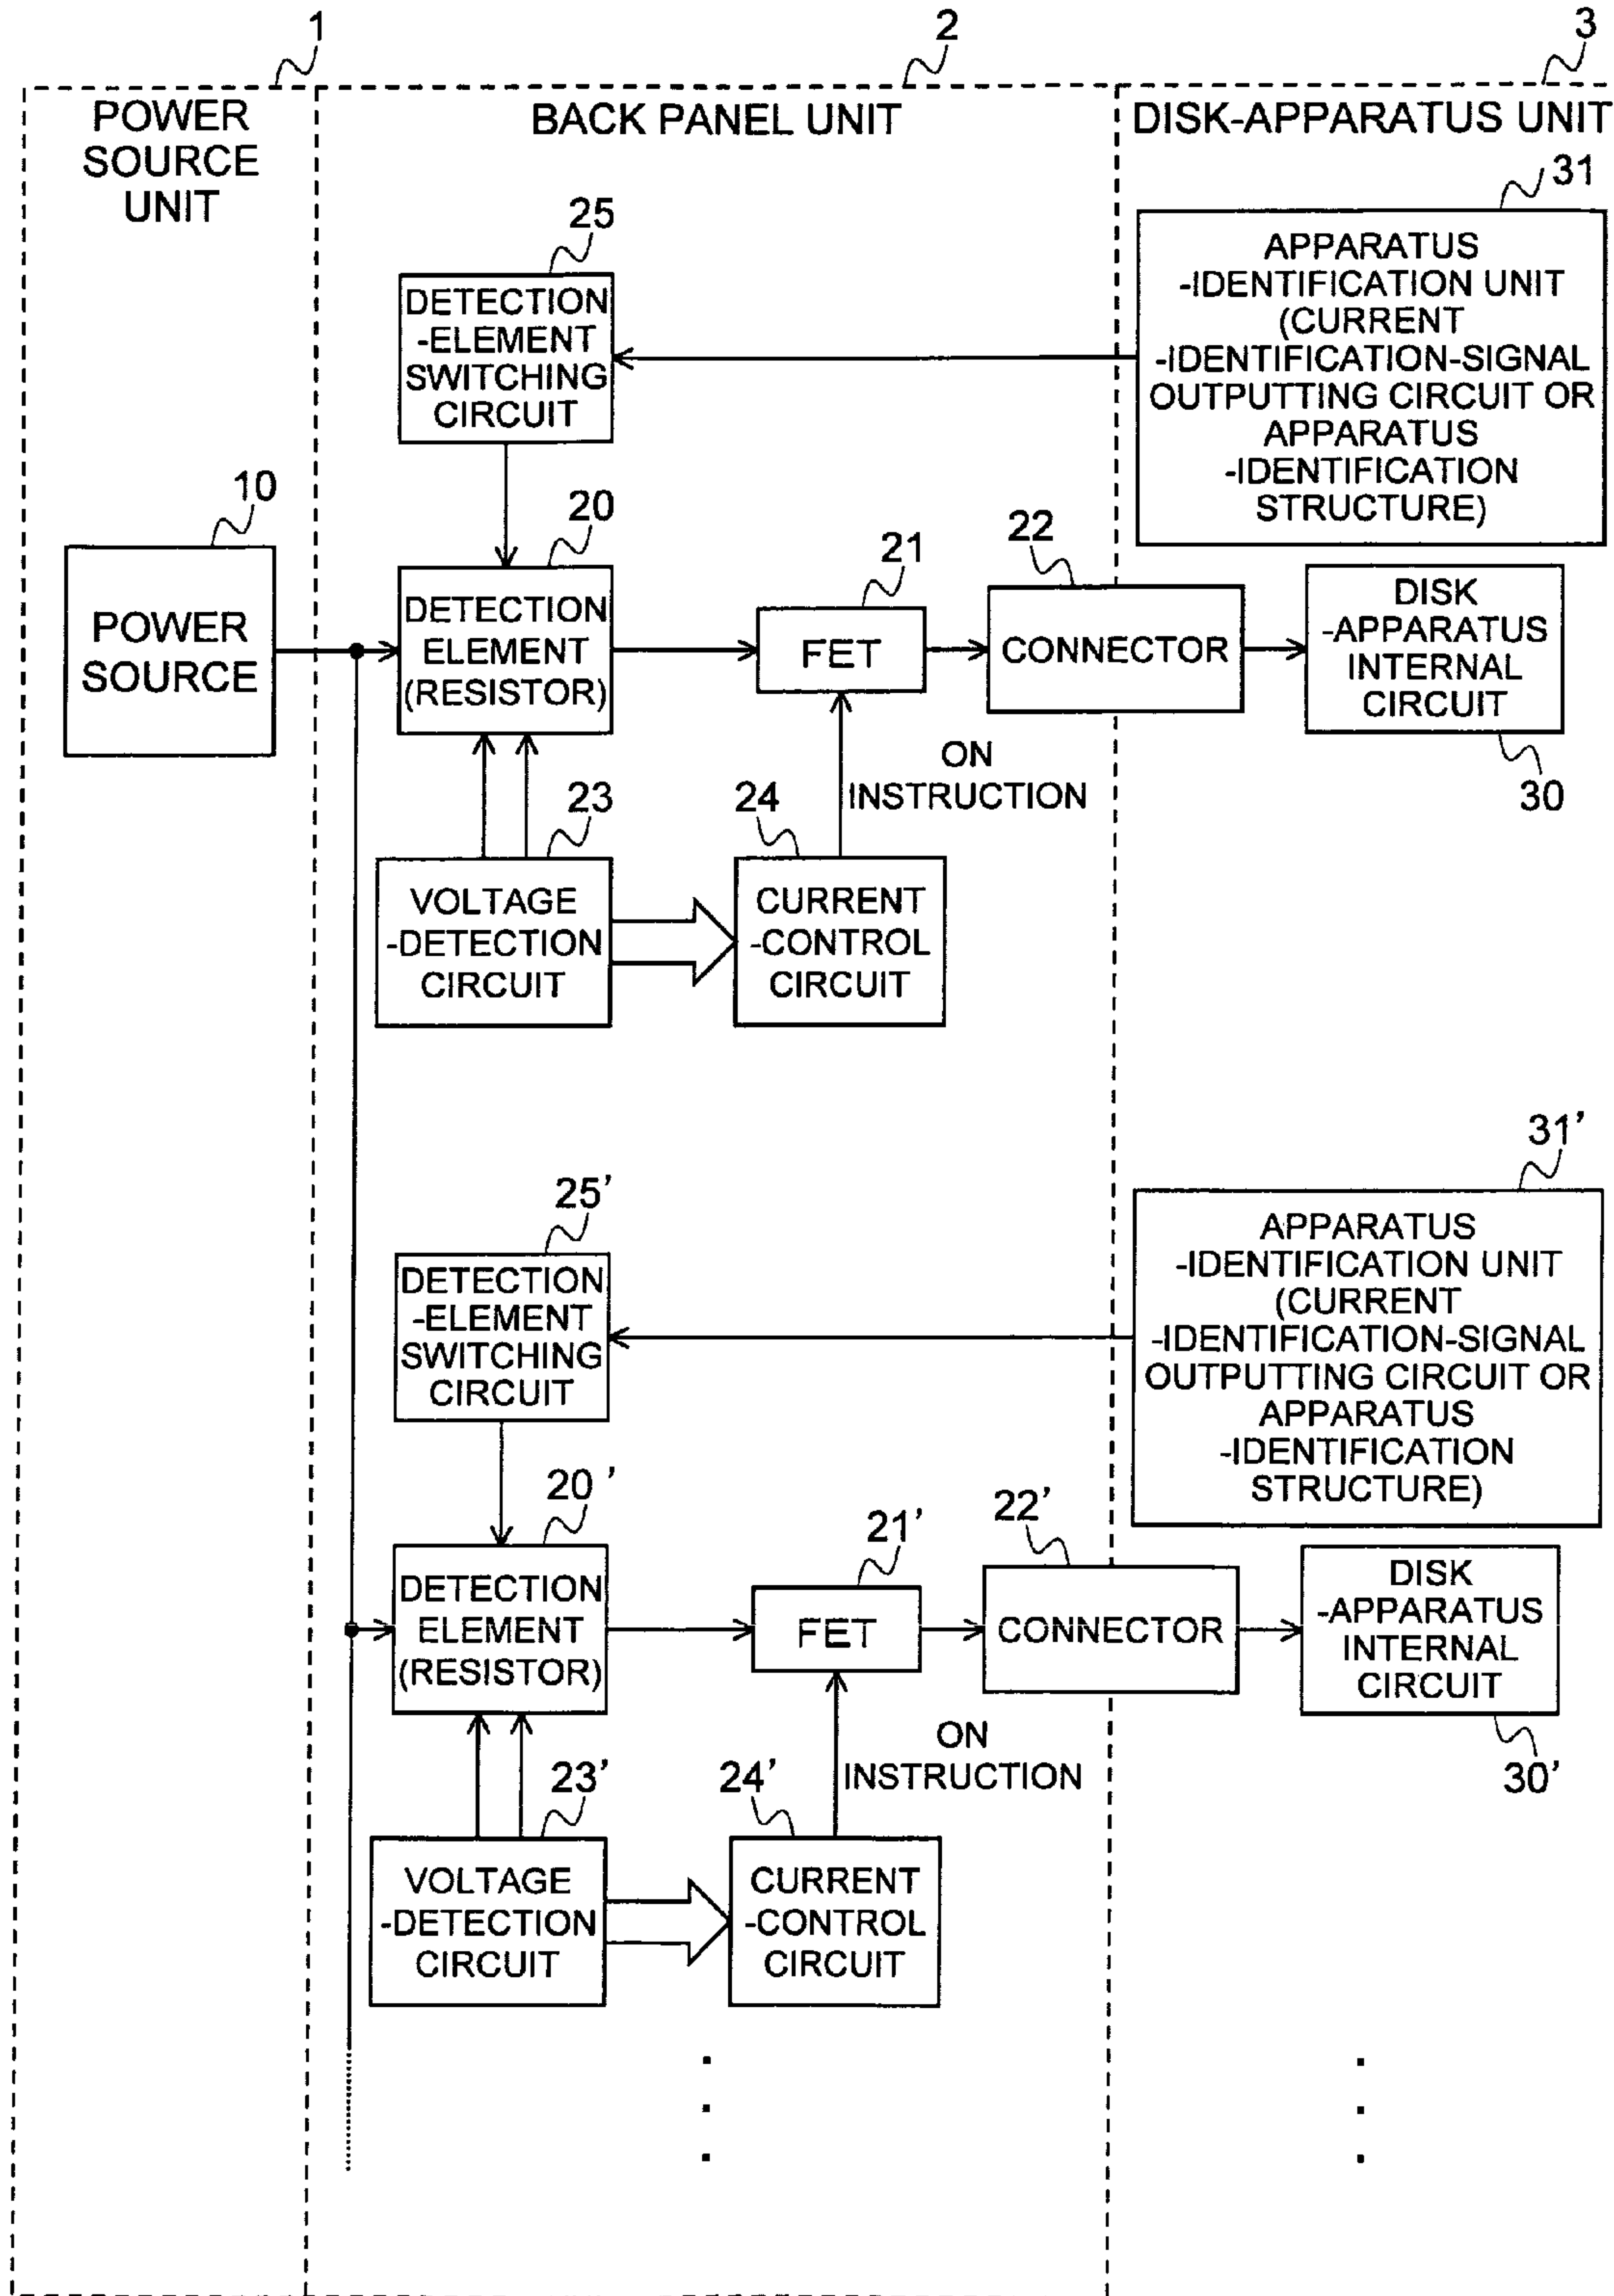 1
2
3
POWER
SOURCE
UNIT
BACK PANEL UNIT
DISK-APPARATUS UNIT
31
APPARATUS
-IDENTIFICATION UNIT
(CURRENT
-IDENTIFICATION-SIGNAL
OUTPUTTING CIRCUIT OR
APPARATUS
-IDENTIFICATION
STRUCTURE)
25
DETECTION
-ELEMENT
SWITCHING
CIRCUIT
10
POWER
SOURCE
20
DETECTION
ELEMENT
(RESISTOR)
21
FET
22
CONNECTOR
DISK
-APPARATUS
INTERNAL
CIRCUIT
30
ON
INSTRUCTION
23
VOLTAGE
-DETECTION
CIRCUIT
24
CURRENT
-CONTROL
CIRCUIT
31'
APPARATUS
-IDENTIFICATION UNIT
(CURRENT
-IDENTIFICATION-SIGNAL
OUTPUTTING CIRCUIT OR
APPARATUS
-IDENTIFICATION
STRUCTURE)
25'
DETECTION
-ELEMENT
SWITCHING
CIRCUIT
20 '
DETECTION
ELEMENT
(RESISTOR)
21'
FET
22'
CONNECTOR
DISK
-APPARATUS
INTERNAL
CIRCUIT
30'
ON
INSTRUCTION
23'
VOLTAGE
-DETECTION
CIRCUIT
24'
CURRENT
-CONTROL
CIRCUIT